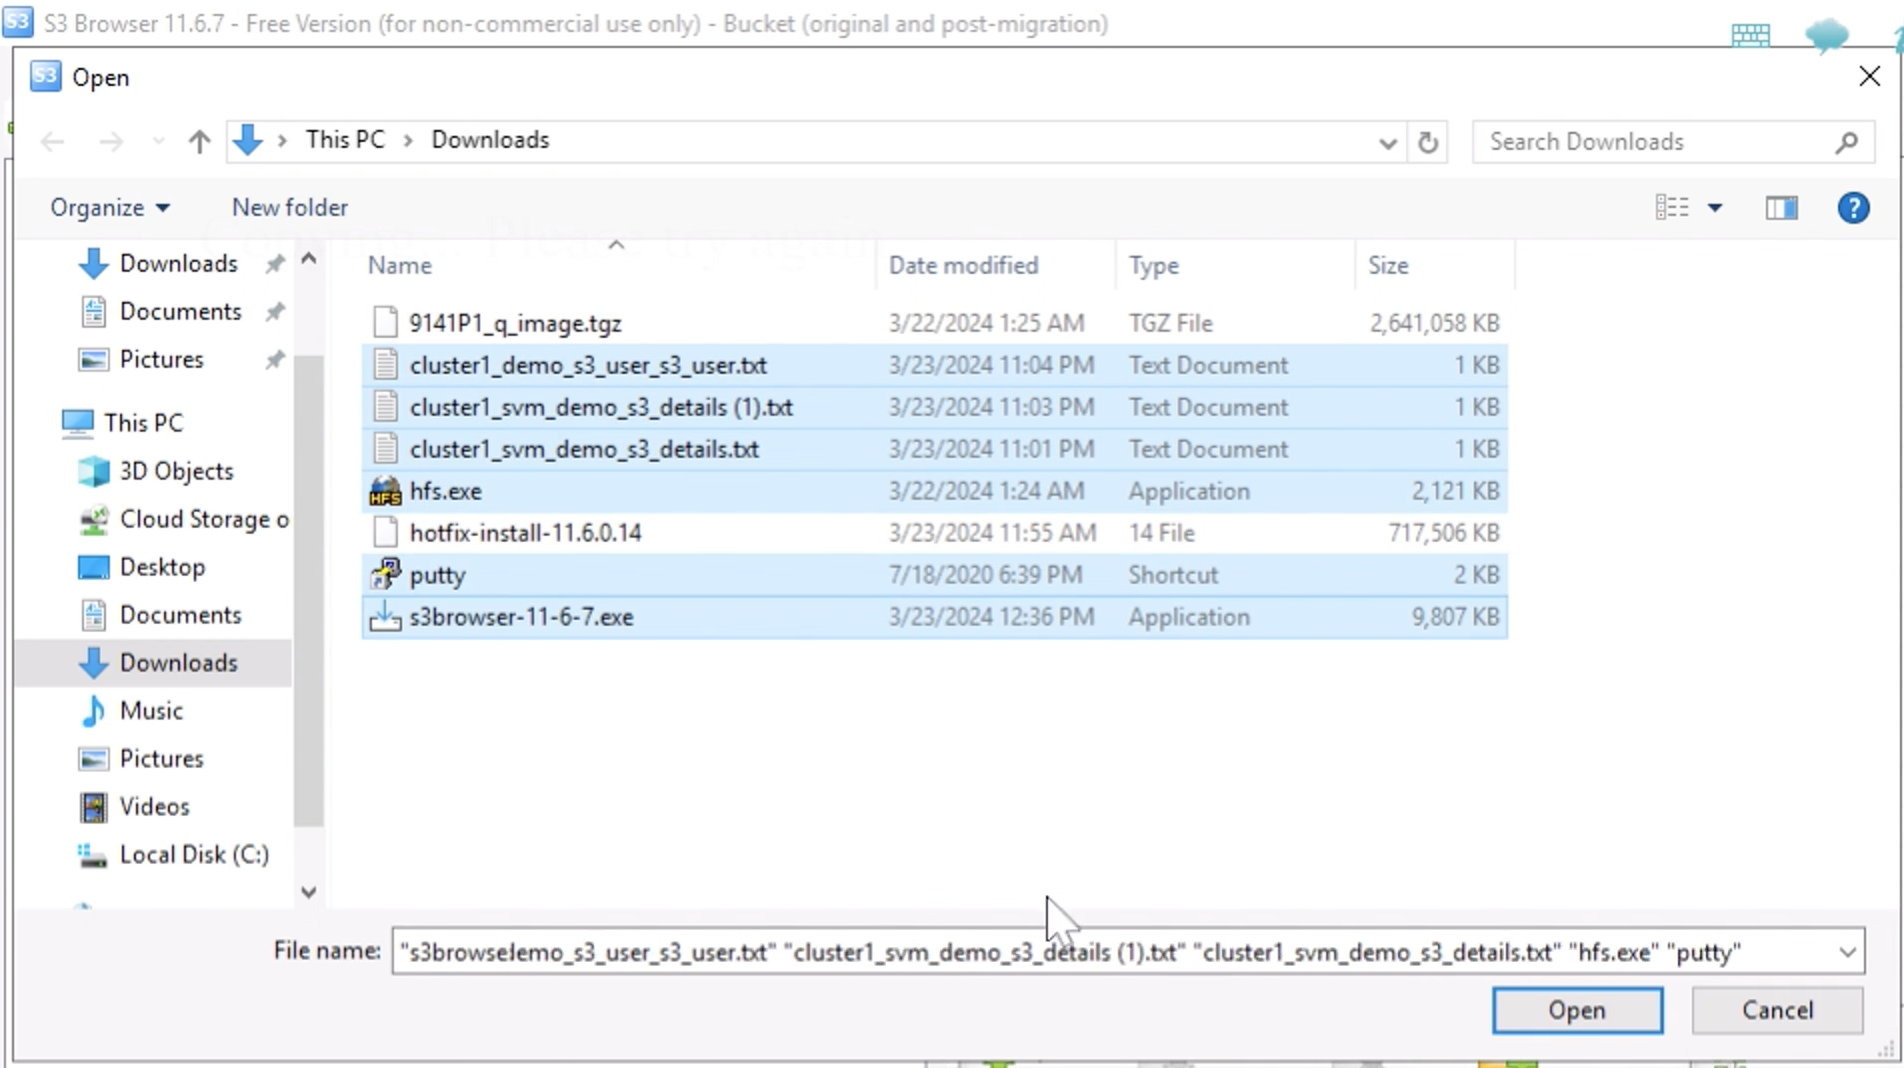 S3 Browser 11.6.7 - Free Version (for non-commercial use only) - Bucket (original and post-migration)
S3 Open
This PC > Downloads
Search Downloads
Organize
New folder
Please try again
Name
Date modified
Type
Size
Downloads
Documents
Pictures
This PC
3D Objects
Cloud Storage o
Desktop
Documents
Downloads
Music
Pictures
Videos
Local Disk (C:)
9141P1_q_image.tgz 3/22/2024 1:25 AM TGZ File 2,641,058 KB
cluster1_demo_s3_user_s3_user.txt 3/23/2024 11:04 PM Text Document 1 KB
cluster1_svm_demo_s3_details (1).txt 3/23/2024 11:03 PM Text Document 1 KB
cluster1_svm_demo_s3_details.txt 3/23/2024 11:01 PM Text Document 1 KB
HFS hfs.exe 3/22/2024 1:24 AM Application 2,121 KB
hotfix-install-11.6.0.14 3/23/2024 11:55 AM 14 File 717,506 KB
putty 7/18/2020 6:39 PM Shortcut 2 KB
s3browser-11-6-7.exe 3/23/2024 12:36 PM Application 9,807 KB
File name: "s3browse emo_s3_user_s3_user.txt" "cluster1_svm_demo_s3_details (1).txt" "cluster1_svm_demo_s3_details.txt" "hfs.exe" "putty"
Open
Cancel